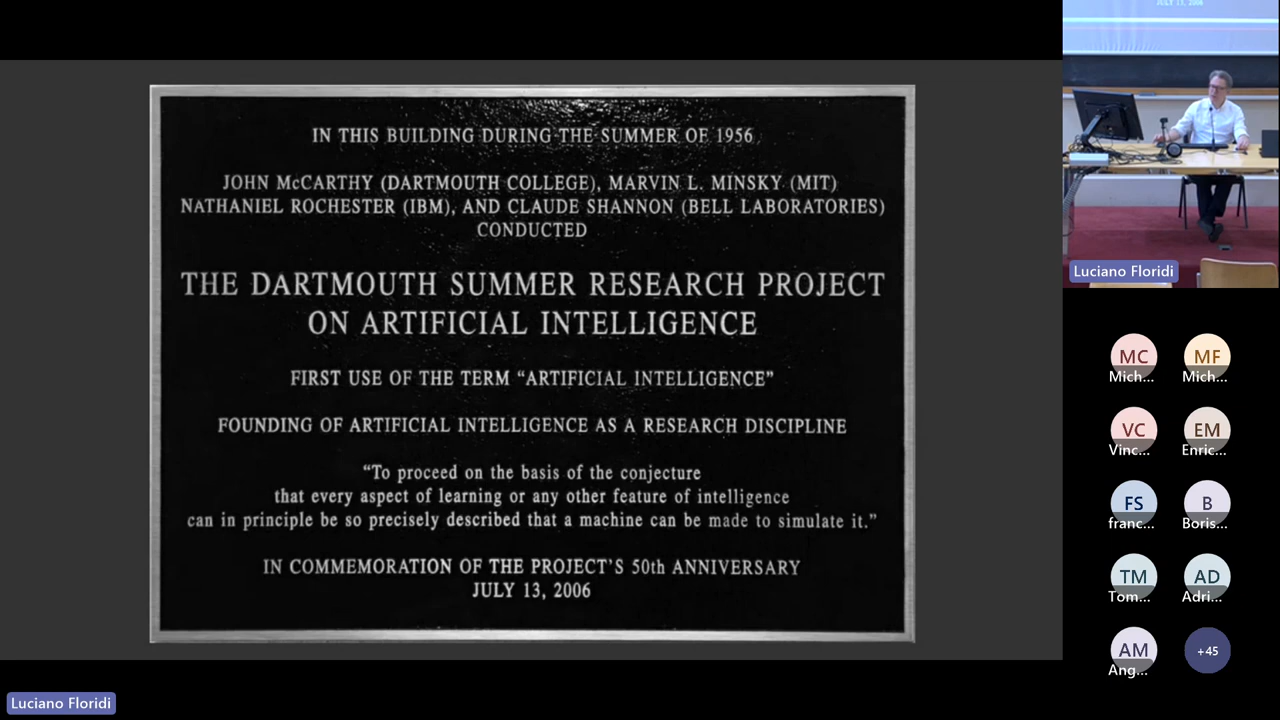 IN THIS BUILDING DURING THE SUMMER OF 1956
JOHN McCARTHY (DARTMOUTH COLLEGE), MARVIN L. MINSKY (MIT)
NATHANIEL ROCHESTER (IBM), AND CLAUDE SHANNON (BELL LABORATORIES)
CONDUCTED
THE DARTMOUTH SUMMER RESEARCH PROJECT
ON ARTIFICIAL INTELLIGENCE
FIRST USE OF THE TERM “ARTIFICIAL INTELLIGENCE”
FOUNDING OF ARTIFICIAL INTELLIGENCE AS A RESEARCH DISCIPLINE
“To proceed on the basis of the conjecture
that every aspect of learning or any other feature of intelligence
can in principle be so precisely described that a machine can be made to simulate it.”
IN COMMEMORATION OF THE PROJECT’S 50th ANNIVERSARY
JULY 13, 2006
JULY 13, 2006
Luciano Floridi
MC
Mich...
MF
Mich...
VC
Vinc...
EM
Enric...
FS
franc...
B
Boris...
TM
Tom...
AD
Adri...
AM
Ang...
+45
Luciano Floridi